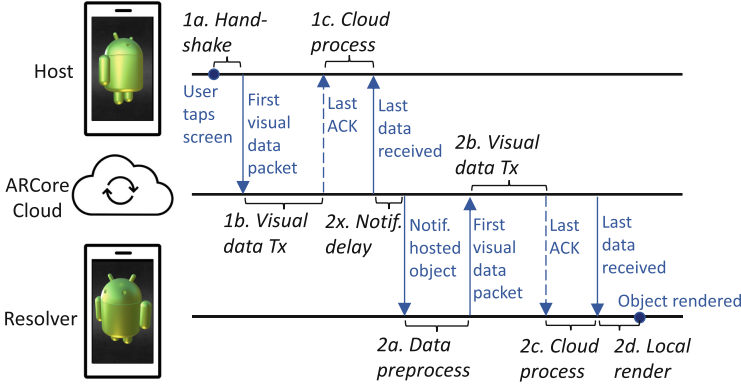 1a. Hand-
shake
1c. Cloud
process
Host
User
taps
screen
First
visual
data
packet
Last
ACK
Last
data
received
2b. Visual
data Tx
ARCore
Cloud
1b. Visual
data Tx
2x. Notif.
delay
Notif.
hosted
object
First
visual
data
packet
Last
ACK
Last
data
received
Object rendered
Resolver
2a. Data
preprocess
2c. Cloud
process
2d. Local
render